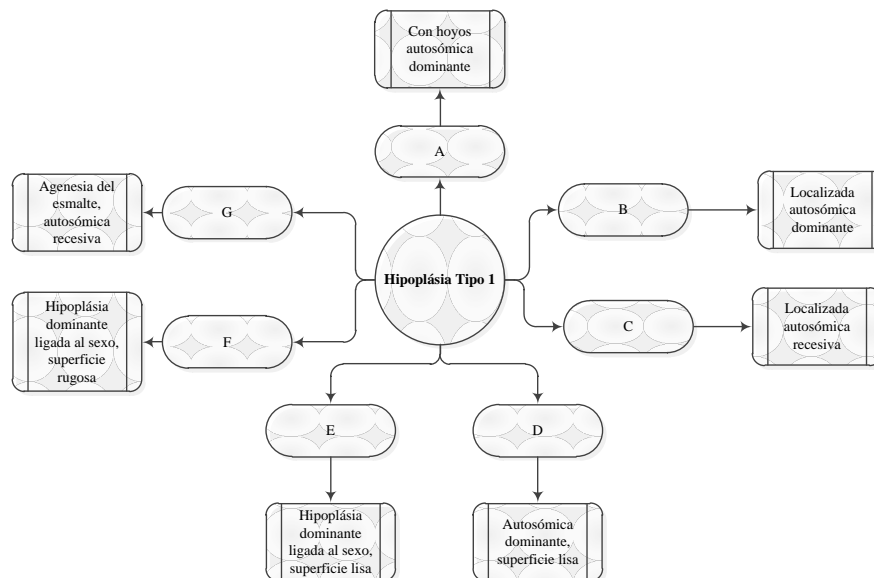 Con hoyos
autosómica
dominante
A
Agenesia del
esmalte,
autosómica
recesiva
G
B
Localizada
autosómica
dominante
Hipoplásia Tipo 1
Hipoplásia
dominante
ligada al sexo,
superficie
rugosa
F
C
Localizada
autosómica
recesiva
E
D
Hipoplásia
dominante
ligada al sexo,
superficie lisa
Autosómica
dominante,
superficie lisa